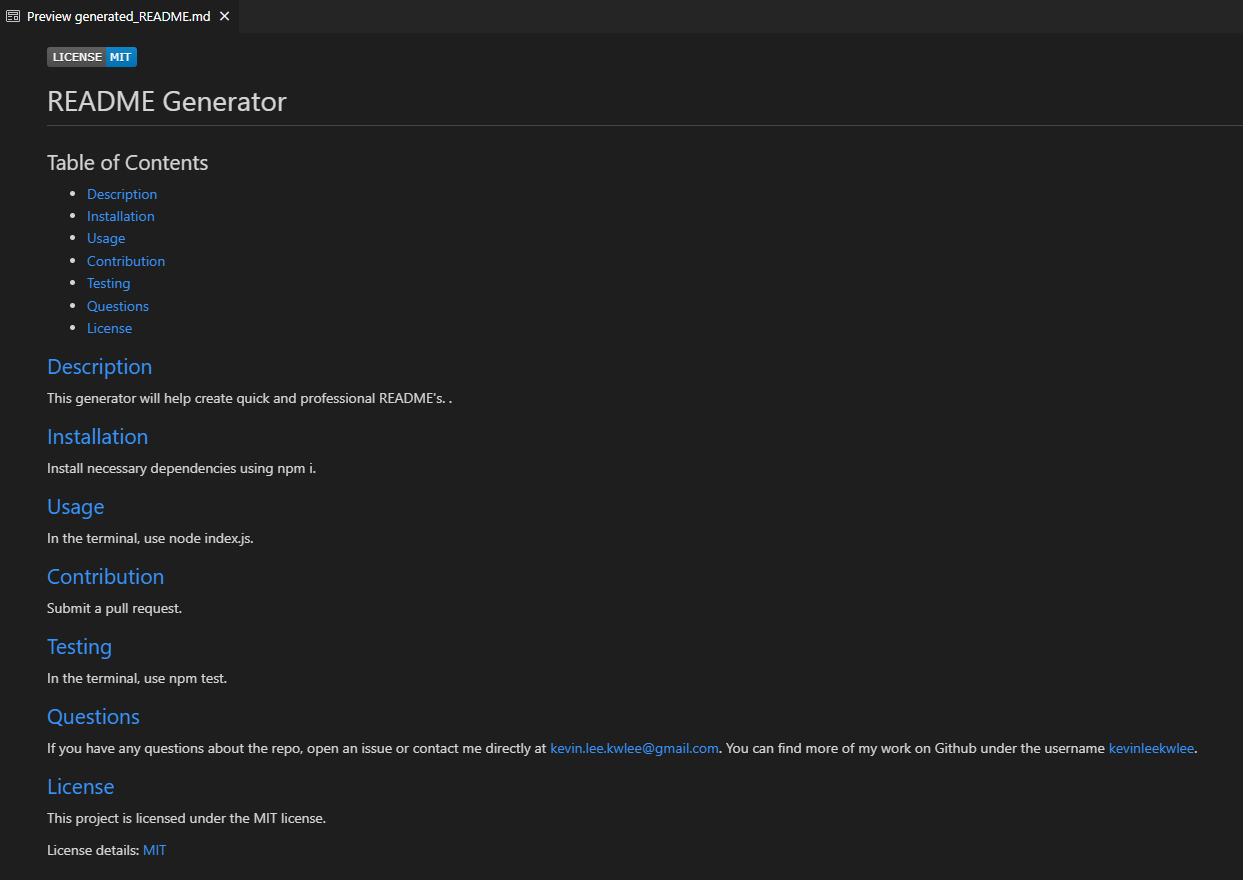 Preview generated_README.md
LICENSE MIT
README Generator
Table of Contents
Description
Installation
Usage
Contribution
Testing
Questions
License
Description
This generator will help create quick and professional README's. .
Installation
Install necessary dependencies using npm i.
Usage
In the terminal, use node index.js.
Contribution
Submit a pull request.
Testing
In the terminal, use npm test.
Questions
If you have any questions about the repo, open an issue or contact me directly at kevin.lee.kwlee@gmail.com. You can find more of my work on Github under the username kevinleekwlee.
License
This project is licensed under the MIT license.
License details: MIT